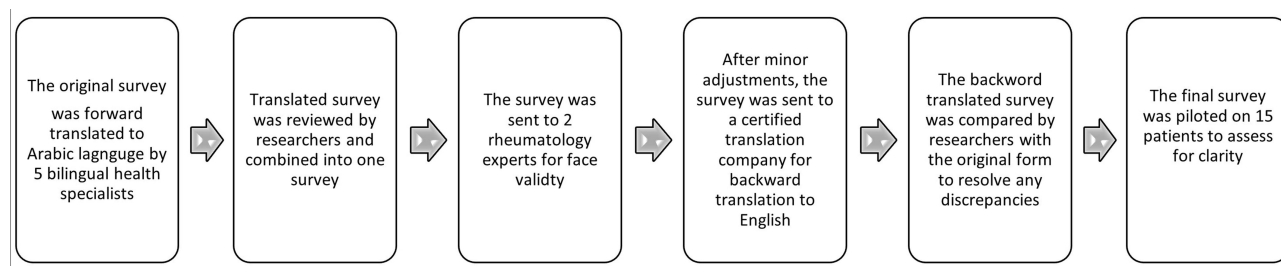 The original survey
was forward
translated to
Arabic lagnguge by
5 bilingual health
specialists
Translated survey
was reviewed by
researchers and
combined into one
survey
The survey was
sent to 2
rheumatology
experts for face
validty
After minor
adjustments, the
survey was sent to
a certified
translation
company for
backward
translation to
English
The backword
translated survey
was compared by
researchers with
the original form
to resolve any
discrepancies
The final survey
was piloted on 15
patients to assess
for clarity